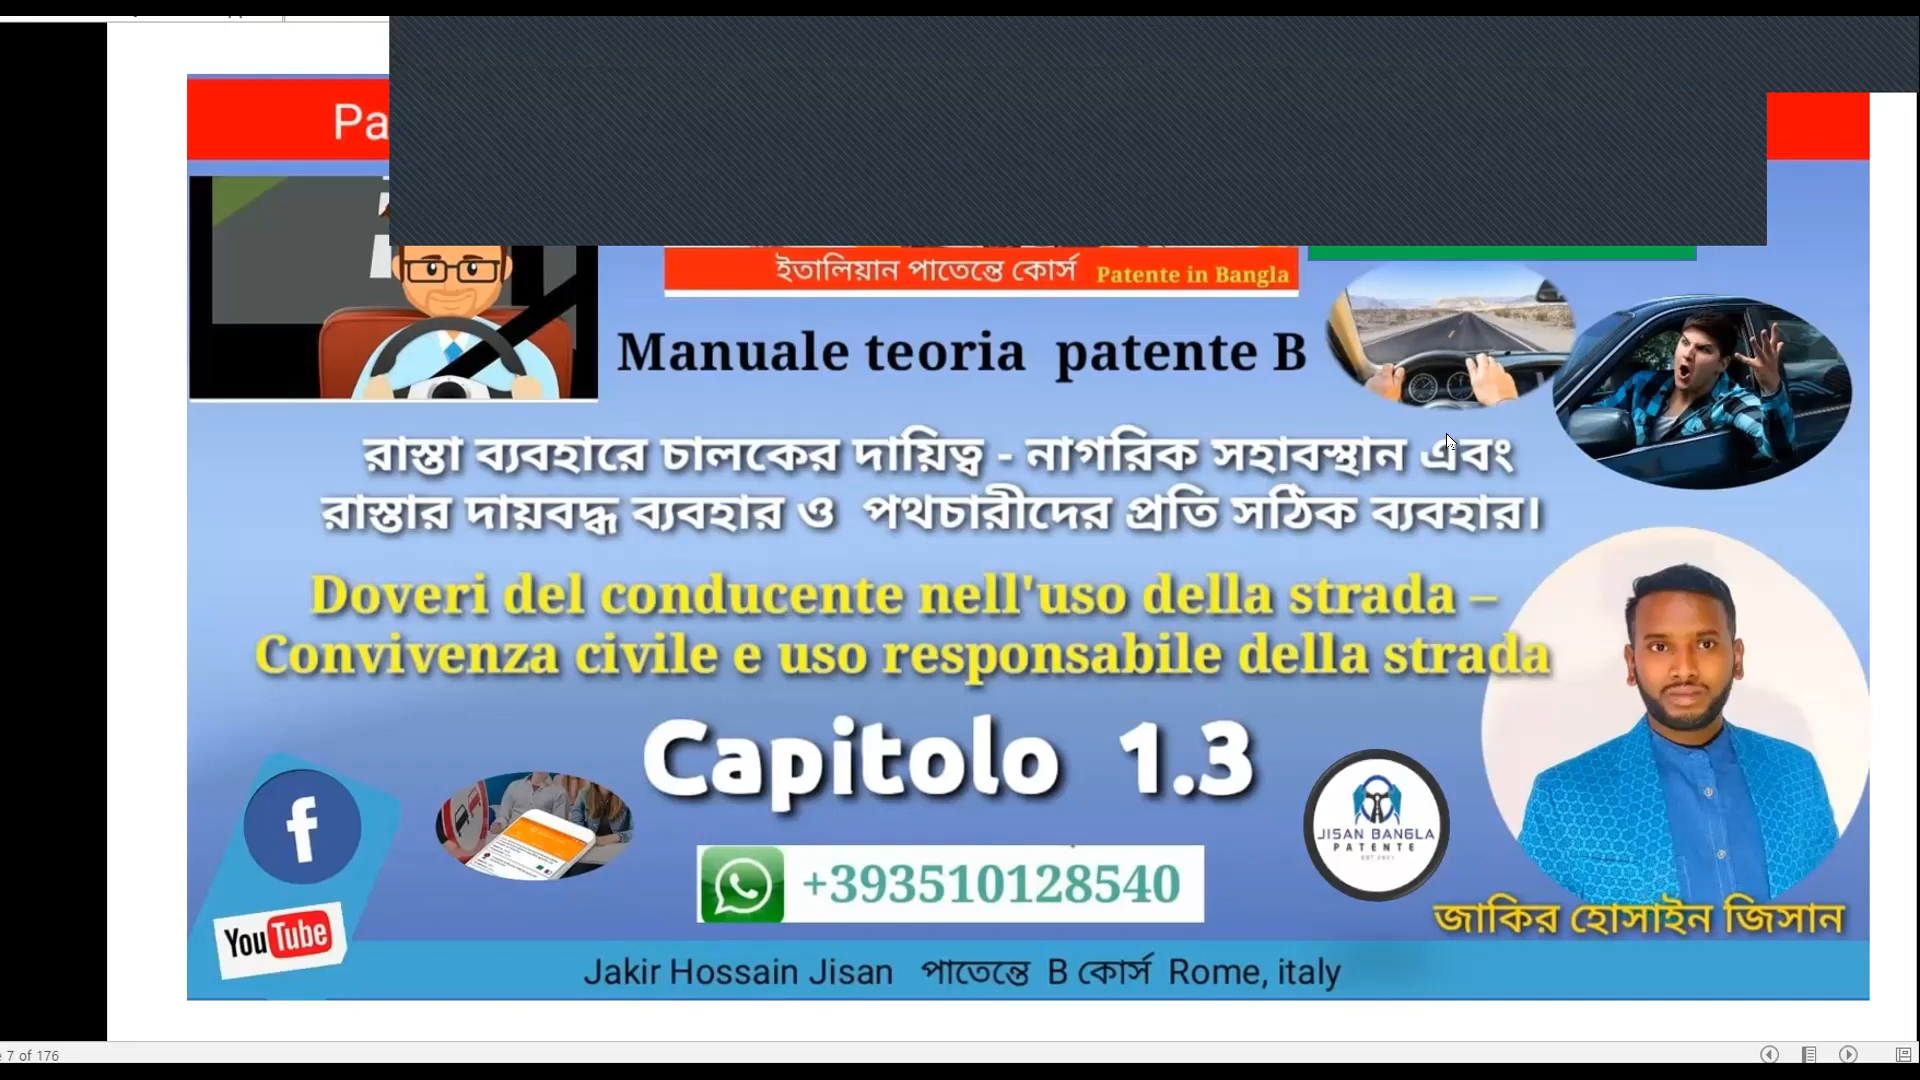 Pa
ইতালিয়ান পাতেন্তে কোর্স Patente in Bangla
Manuale teoria patente B
রাস্তা ব্যবহারে চালকের দায়িত্ব - নাগরিক সহাবস্থান এবং
রাস্তার দায়বদ্ধ ব্যবহার ও পথচারীদের প্রতি সঠিক ব্যবহার।
Doveri del conducente nell'uso della strada –
Convivenza civile e uso responsabile della strada
Capitolo 1.3
f
YouTube
+393510128540
JISAN BANGLA
PATENTE
জাকির হোসাইন জিসান
Jakir Hossain Jisan পাতেন্তে B কোর্স Rome, italy
7 of 176